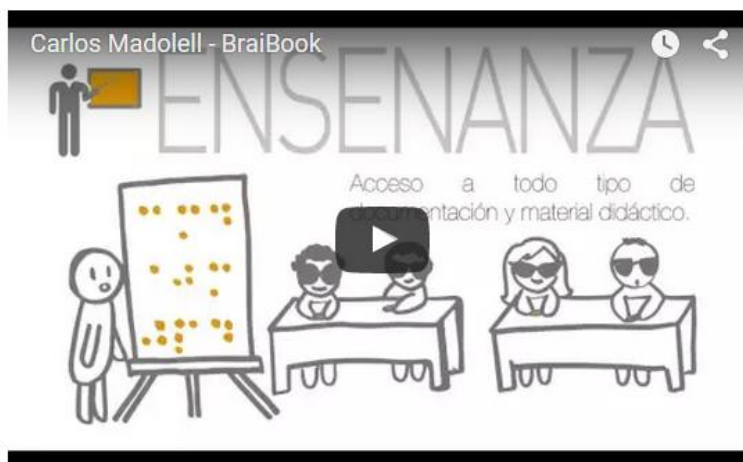 Carlos Madolell - BraiBook
ENSENANZA
Acceso a todo tipo de
documentación y material didáctico.